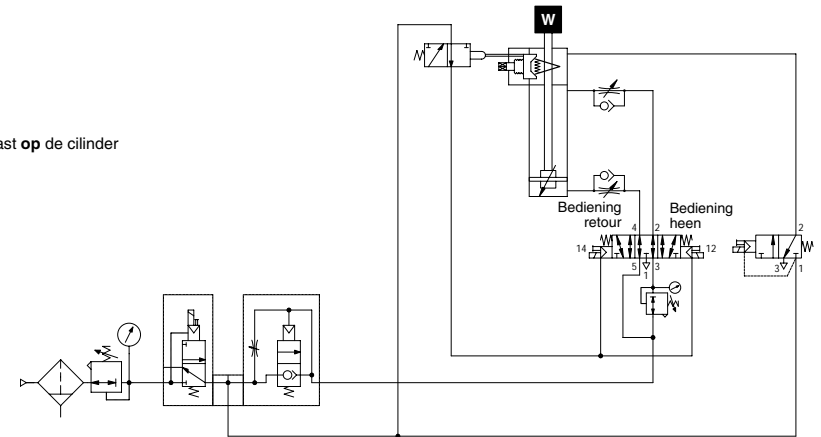 W
ast op de cilinder
Bediening
retour
Bediening
heen
4 2
14 12
5 3
1
2
3 1